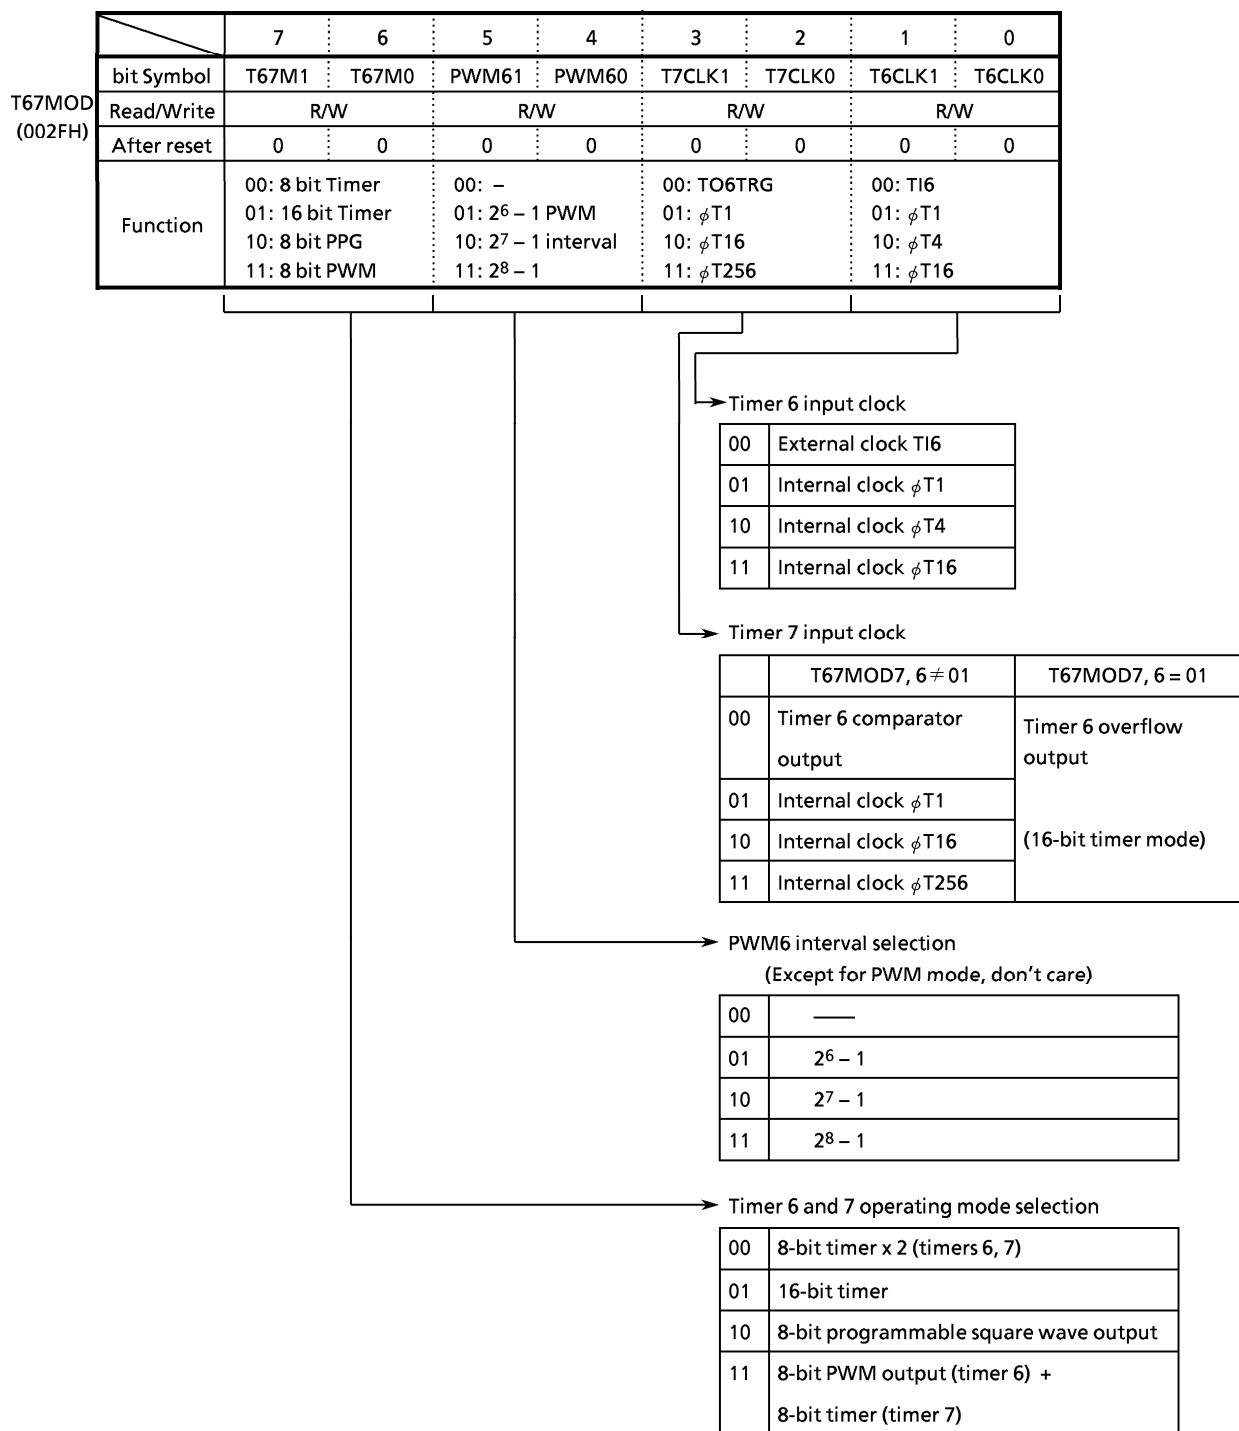 7 6 5 4 3 2 1 0
bit Symbol T67M1 T67M0 PWM61 PWM60 T7CLK1 T7CLK0 T6CLK1 T6CLK0
T67MOD
(002FH)
Read/Write R/W R/W R/W R/W
After reset 0 0 0 0 0 0 0 0
Function
00: 8 bit Timer
01: 16 bit Timer
10: 8 bit PPG
11: 8 bit PWM
00: –
01: 2⁶ – 1 PWM
10: 2⁷ – 1 interval
11: 2⁸ – 1
00: TO6TRG
01: ϕT1
10: ϕT16
11: ϕT256
00: TI6
01: ϕT1
10: ϕT4
11: ϕT16
Timer 6 input clock
00 External clock TI6
01 Internal clock ϕT1
10 Internal clock ϕT4
11 Internal clock ϕT16
Timer 7 input clock
T67MOD7, 6 ≠ 01 T67MOD7, 6 = 01
00 Timer 6 comparator
output
01 Internal clock ϕT1
10 Internal clock ϕT16
11 Internal clock ϕT256
Timer 6 overflow
output
(16-bit timer mode)
PWM6 interval selection
(Except for PWM mode, don't care)
00 —
01 2⁶ – 1
10 2⁷ – 1
11 2⁸ – 1
Timer 6 and 7 operating mode selection
00 8-bit timer x 2 (timers 6, 7)
01 16-bit timer
10 8-bit programmable square wave output
11 8-bit PWM output (timer 6) +
8-bit timer (timer 7)